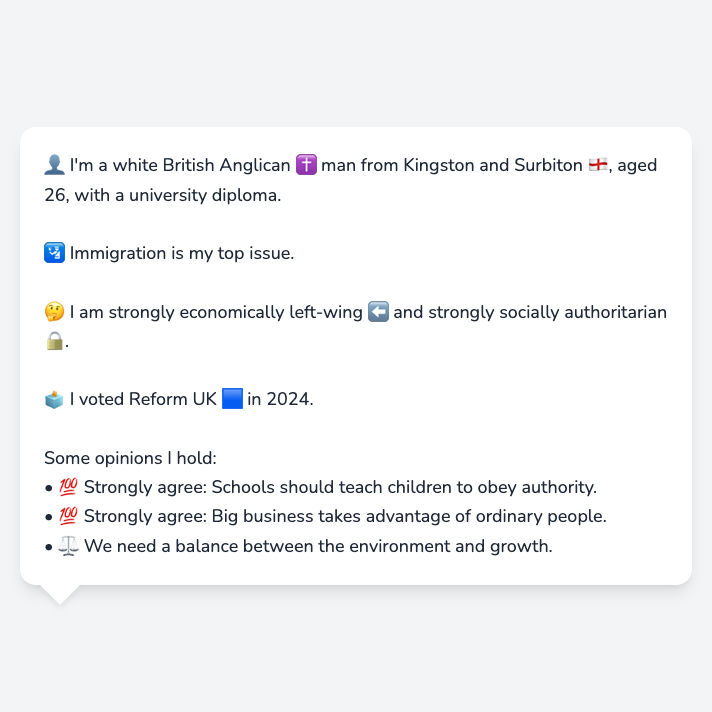 👤 I'm a white British Anglican ✝️ man from Kingston and Surbiton 🏴󠁧󠁢󠁥󠁮󠁧󠁿, aged
26, with a university diploma.
🛂 Immigration is my top issue.
🤔 I am strongly economically left-wing ⬅️ and strongly socially authoritarian
🔒.
🗳️ I voted Reform UK 🟦 in 2024.
Some opinions I hold:
• 💯 Strongly agree: Schools should teach children to obey authority.
• 💯 Strongly agree: Big business takes advantage of ordinary people.
• ⚖️ We need a balance between the environment and growth.